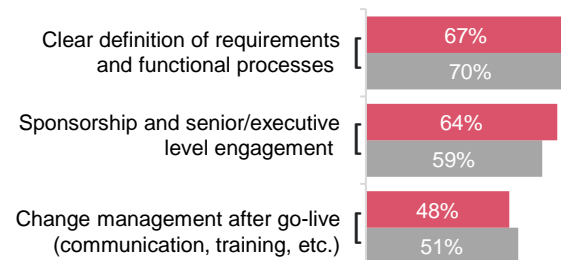 Clear definition of requirements
and functional processes
67%
70%
Sponsorship and senior/executive
level engagement
64%
59%
Change management after go-live
(communication, training, etc.)
48%
51%